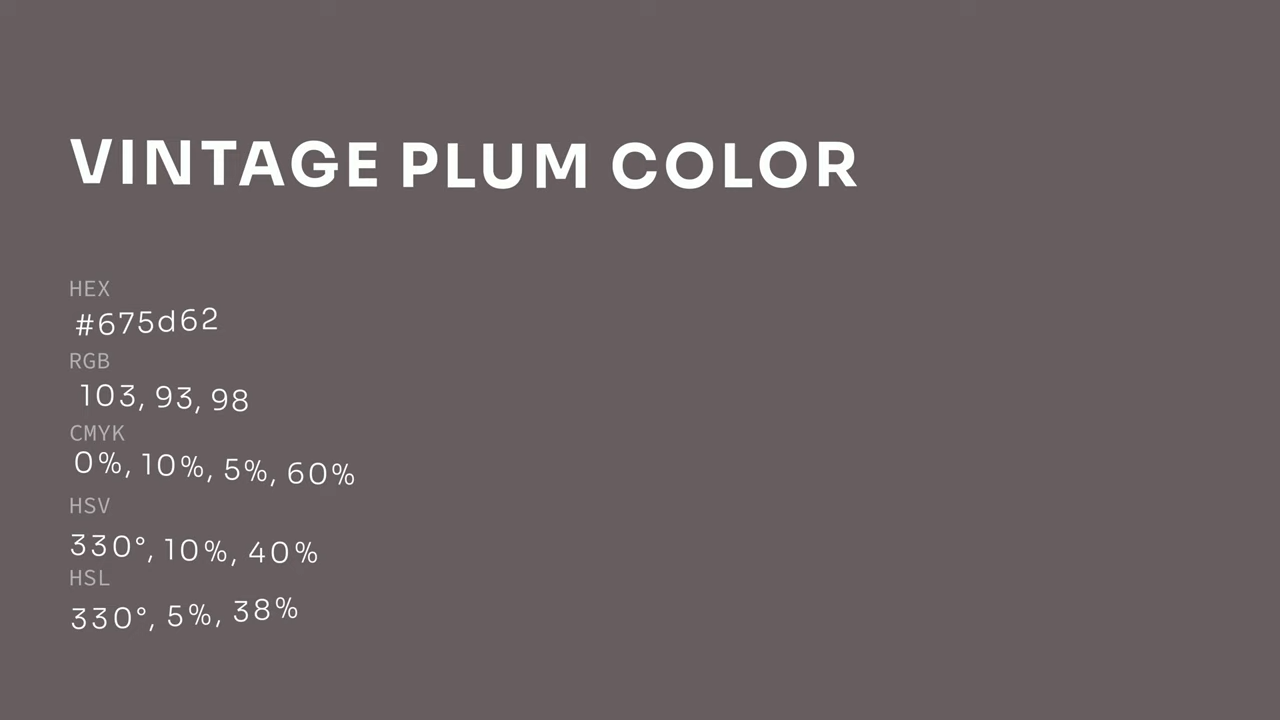 VINTAGE PLUM COLOR
HEX
#675d62
RGB
103, 93, 98
CMYK
0%, 10%, 5%, 60%
HSV
330°, 10%, 40%
HSL
330°, 5%, 38%